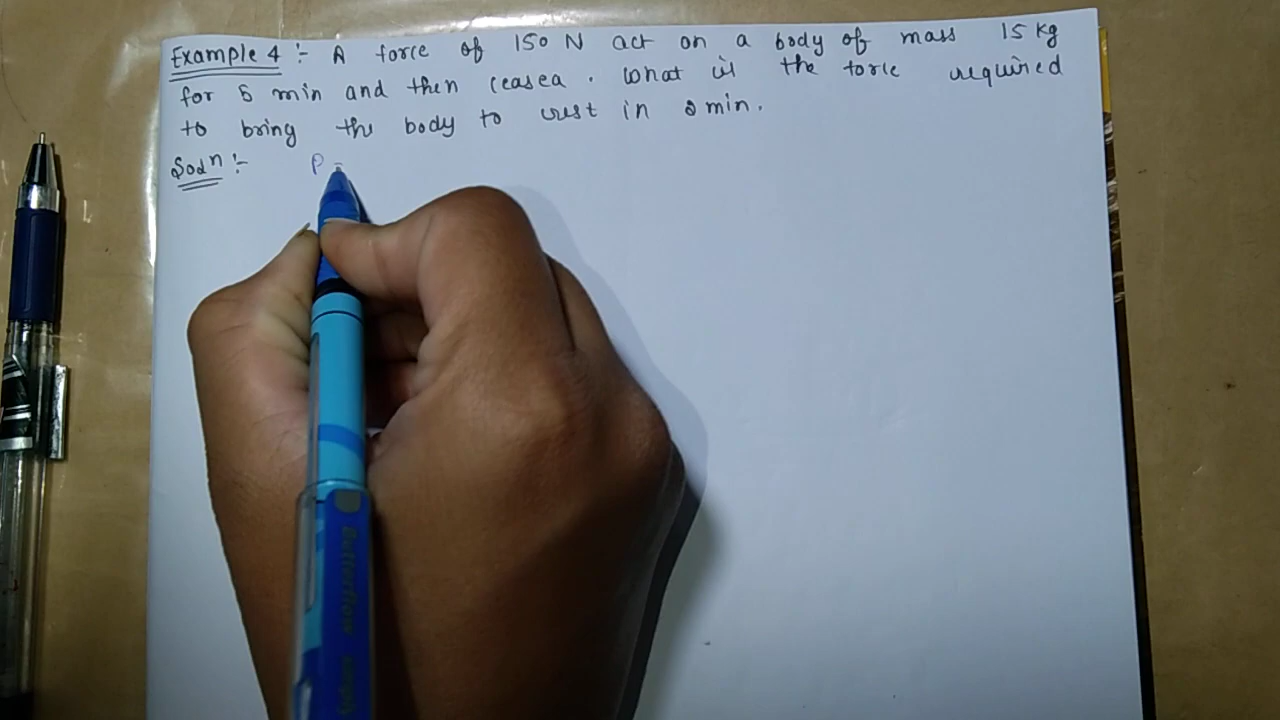 Example 4 :- A force of 150 N act on a body of mass 15 kg
for 5 min and then ceasea. What is the force required
to bring the body to rest in 2 min.
Soln :- P =
Butterflow